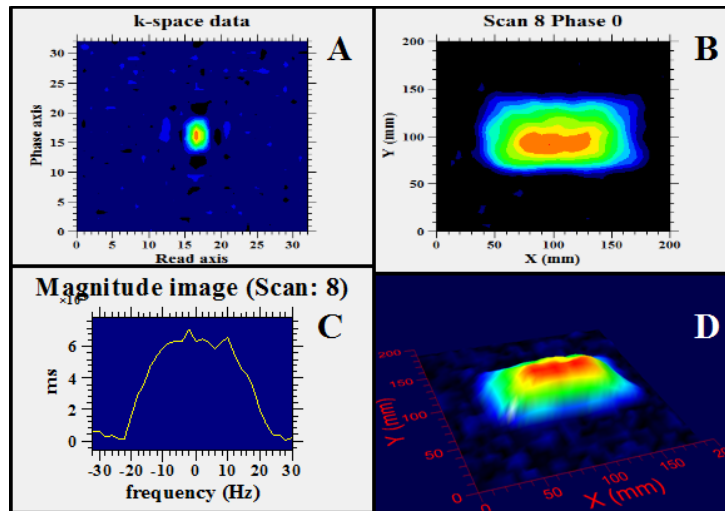 k-space data
A
30
25
20
15
10
5
0
Phase axis
0 5 10 15 20 25 30
Read axis
Scan 8 Phase 0
B
200
150
100
50
0
Y (mm)
0 50 100 150 200
X (mm)
Magnitude image (Scan: 8)
C
6
4
2
0
ms
-30 -20 -10 0 10 20 30
frequency (Hz)
D
200
150
100
50
0
Y (mm)
0 50 100 150
X (mm)